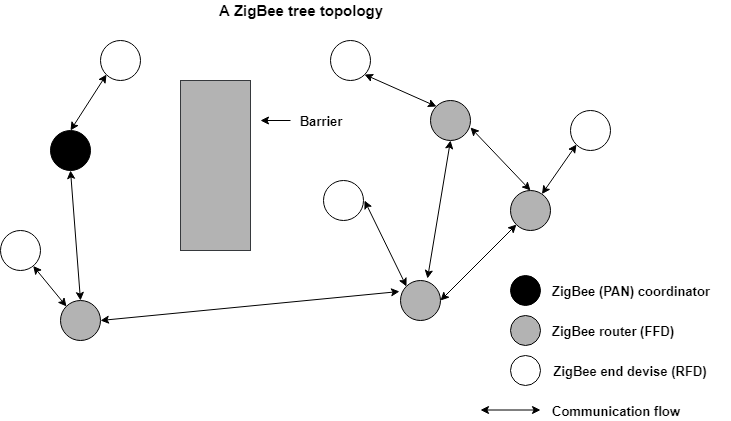 A ZigBee tree topology
Barrier
ZigBee (PAN) coordinator
ZigBee router (FFD)
ZigBee end devise (RFD)
Communication flow